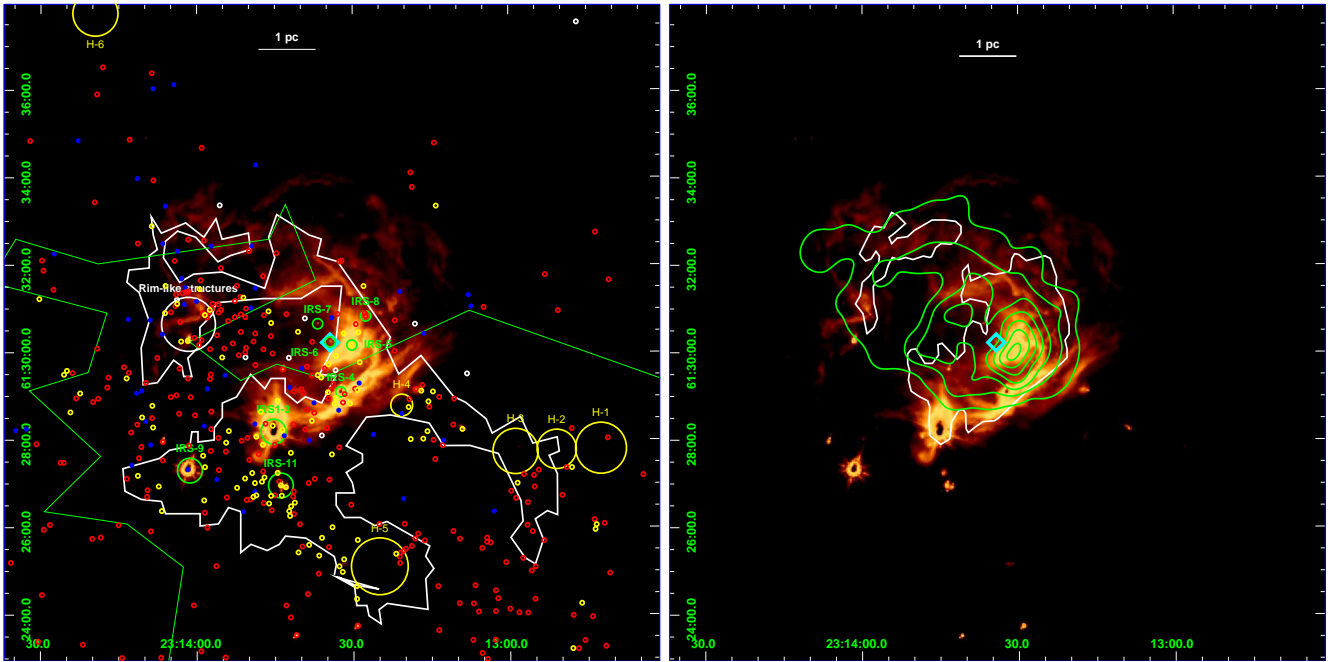 H-6
1 pc
36:00.0
34:00.0
32:00.0
Rim-like structures
IRS-8
IRS-7
IRS-6
IRS-5
61:30:00.0
IRS-4
H-4
IRS1-3
H-3
H-2
H-1
28:00.0
IRS-9
IRS-11
26:00.0
H-5
24:00.0
30.0
23:14:00.0
30.0
13:00.0
1 pc
36:00.0
34:00.0
32:00.0
61:30:00.0
28:00.0
26:00.0
24:00.0
30.0
23:14:00.0
30.0
13:00.0